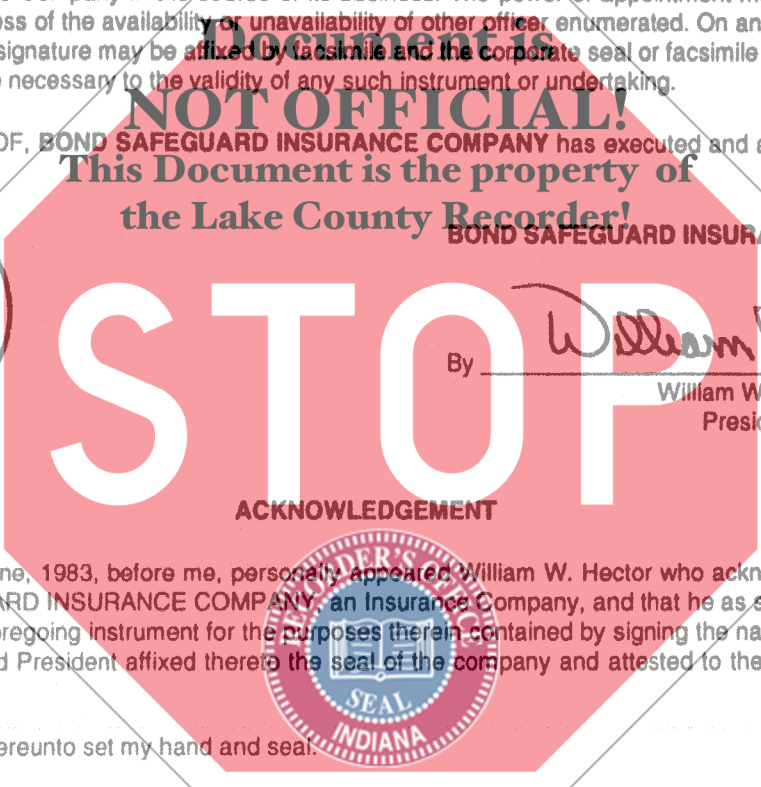 ess of the availability or unavailability of other officer enumerated. On an
Document is
signature may be affixed by facsimile and the corporate seal or facsimile
necessary to the validity of any such instrument or undertaking.
NOT OFFICIAL!
OF, BOND SAFEGUARD INSURANCE COMPANY has executed and a
This Document is the property of
the Lake County Recorder!
BOND SAFEGUARD INSURA
STOP
By William
William W
Presid
ACKNOWLEDGEMENT
ne, 1983, before me, personally appeared William W. Hector who ackn
ARD INSURANCE COMPANY, an Insurance Company, and that he as s
regoing instrument for the purposes therein contained by signing the na
d President affixed thereto the seal of the company and attested to the
RECORDER'S OFFICE
SEAL
INDIANA
ereunto set my hand and seal.